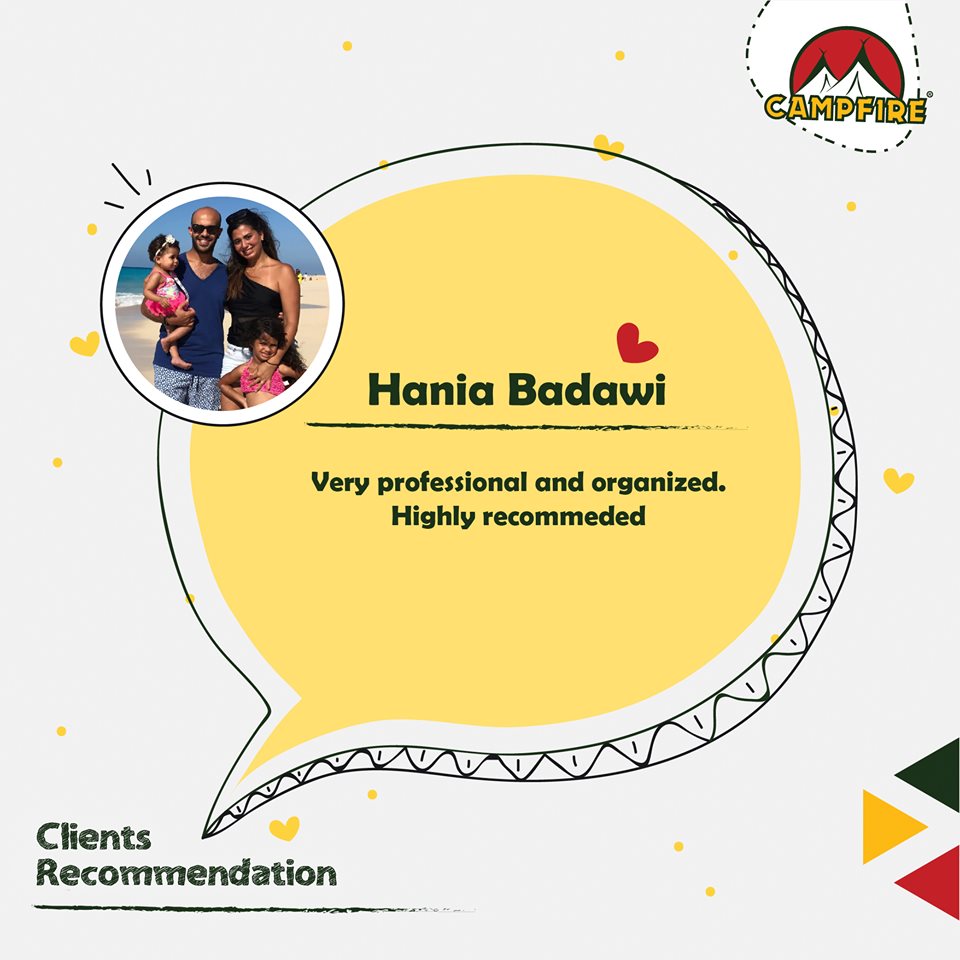 CAMPFIRE®
Hania Badawi
Very professional and organized.
Highly recommeded
Clients
Recommendation